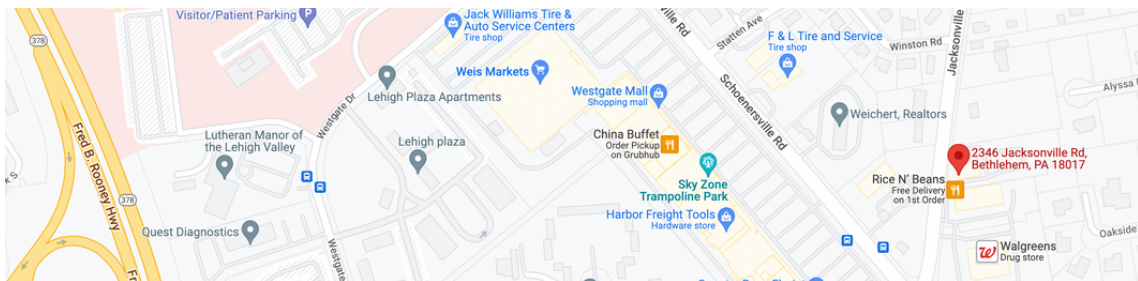 378
Visitor/Patient Parking
P
Jack Williams Tire &
Auto Service Centers
Tire shop
Schoenersville Rd
Statten Ave
Winston Rd
F & L Tire and Service
Tire shop
Jacksonville
Weis Markets
Lehigh Plaza Apartments
Westgate Dr
Westgate Mall
Shopping mall
Alyssa
Weichert, Realtors
Lutheran Manor of
the Lehigh Valley
Lehigh plaza
China Buffet
Order Pickup
on Grubhub
Sky Zone
Trampoline Park
2346 Jacksonville Rd,
Bethlehem, PA 18017
Rice N' Beans
Free Delivery
on 1st Order
Fred B. Rooney Hwy
378
Harbor Freight Tools
Hardware store
Quest Diagnostics
Westgate
Oakside
Walgreens
Drug store